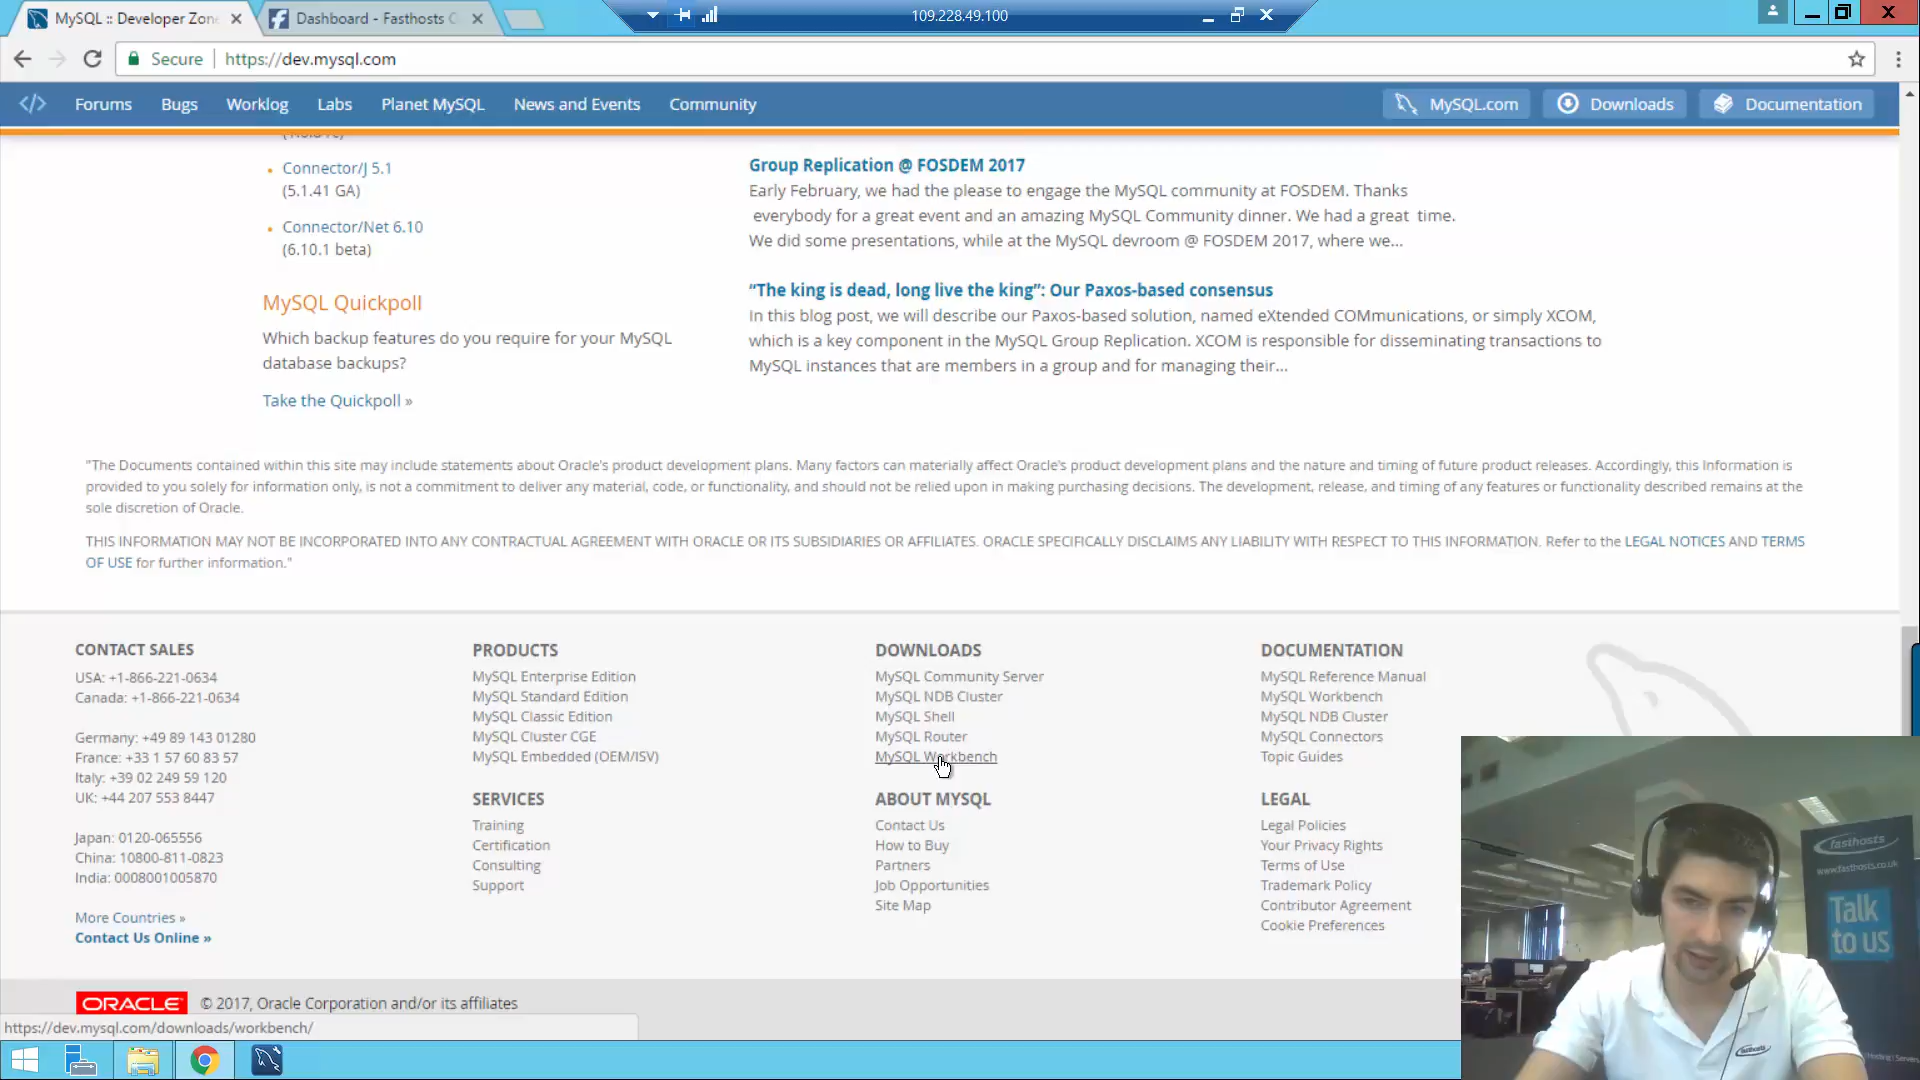 MySQL :: Developer Zon
Dashboard - Fasthosts C
109.228.49.100
Secure
https://dev.mysql.com
Forums
Bugs
Worklog
Labs
Planet MySQL
News and Events
Community
MySQL.com
Downloads
Documentation
Connector/J 5.1
(5.1.41 GA)
Connector/Net 6.10
(6.10.1 beta)
MySQL Quickpoll
Which backup features do you require for your MySQL
database backups?
Take the Quickpoll »
Group Replication @ FOSDEM 2017
Early February, we had the please to engage the MySQL community at FOSDEM. Thanks
everybody for a great event and an amazing MySQL Community dinner. We had a great time.
We did some presentations, while at the MySQL devroom @ FOSDEM 2017, where we...
“The king is dead, long live the king”: Our Paxos-based consensus
In this blog post, we will describe our Paxos-based solution, named eXtended COMmunications, or simply XCOM,
which is a key component in the MySQL Group Replication. XCOM is responsible for disseminating transactions to
MySQL instances that are members in a group and for managing their...
"The Documents contained within this site may include statements about Oracle's product development plans. Many factors can materially affect Oracle's product development plans and the nature and timing of future product releases. Accordingly, this Information is
provided to you solely for information only, is not a commitment to deliver any material, code, or functionality, and should not be relied upon in making purchasing decisions. The development, release, and timing of any features or functionality described remains at the
sole discretion of Oracle.
THIS INFORMATION MAY NOT BE INCORPORATED INTO ANY CONTRACTUAL AGREEMENT WITH ORACLE OR ITS SUBSIDIARIES OR AFFILIATES. ORACLE SPECIFICALLY DISCLAIMS ANY LIABILITY WITH RESPECT TO THIS INFORMATION. Refer to the LEGAL NOTICES AND TERMS
OF USE for further information."
CONTACT SALES
USA: +1-866-221-0634
Canada: +1-866-221-0634
Germany: +49 89 143 01280
France: +33 1 57 60 83 57
Italy: +39 02 249 59 120
UK: +44 207 553 8447
Japan: 0120-065556
China: 10800-811-0823
India: 0008001005870
More Countries »
Contact Us Online »
PRODUCTS
MySQL Enterprise Edition
MySQL Standard Edition
MySQL Classic Edition
MySQL Cluster CGE
MySQL Embedded (OEM/ISV)
SERVICES
Training
Certification
Consulting
Support
DOWNLOADS
MySQL Community Server
MySQL NDB Cluster
MySQL Shell
MySQL Router
MySQL Workbench
ABOUT MYSQL
Contact Us
How to Buy
Partners
Job Opportunities
Site Map
DOCUMENTATION
MySQL Reference Manual
MySQL Workbench
MySQL NDB Cluster
MySQL Connectors
Topic Guides
LEGAL
Legal Policies
Your Privacy Rights
Terms of Use
Trademark Policy
Contributor Agreement
Cookie Preferences
ORACLE © 2017, Oracle Corporation and/or its affiliates
https://dev.mysql.com/downloads/workbench/
fasthosts
www.fasthosts.co.uk
Talk
to us
fasthosts